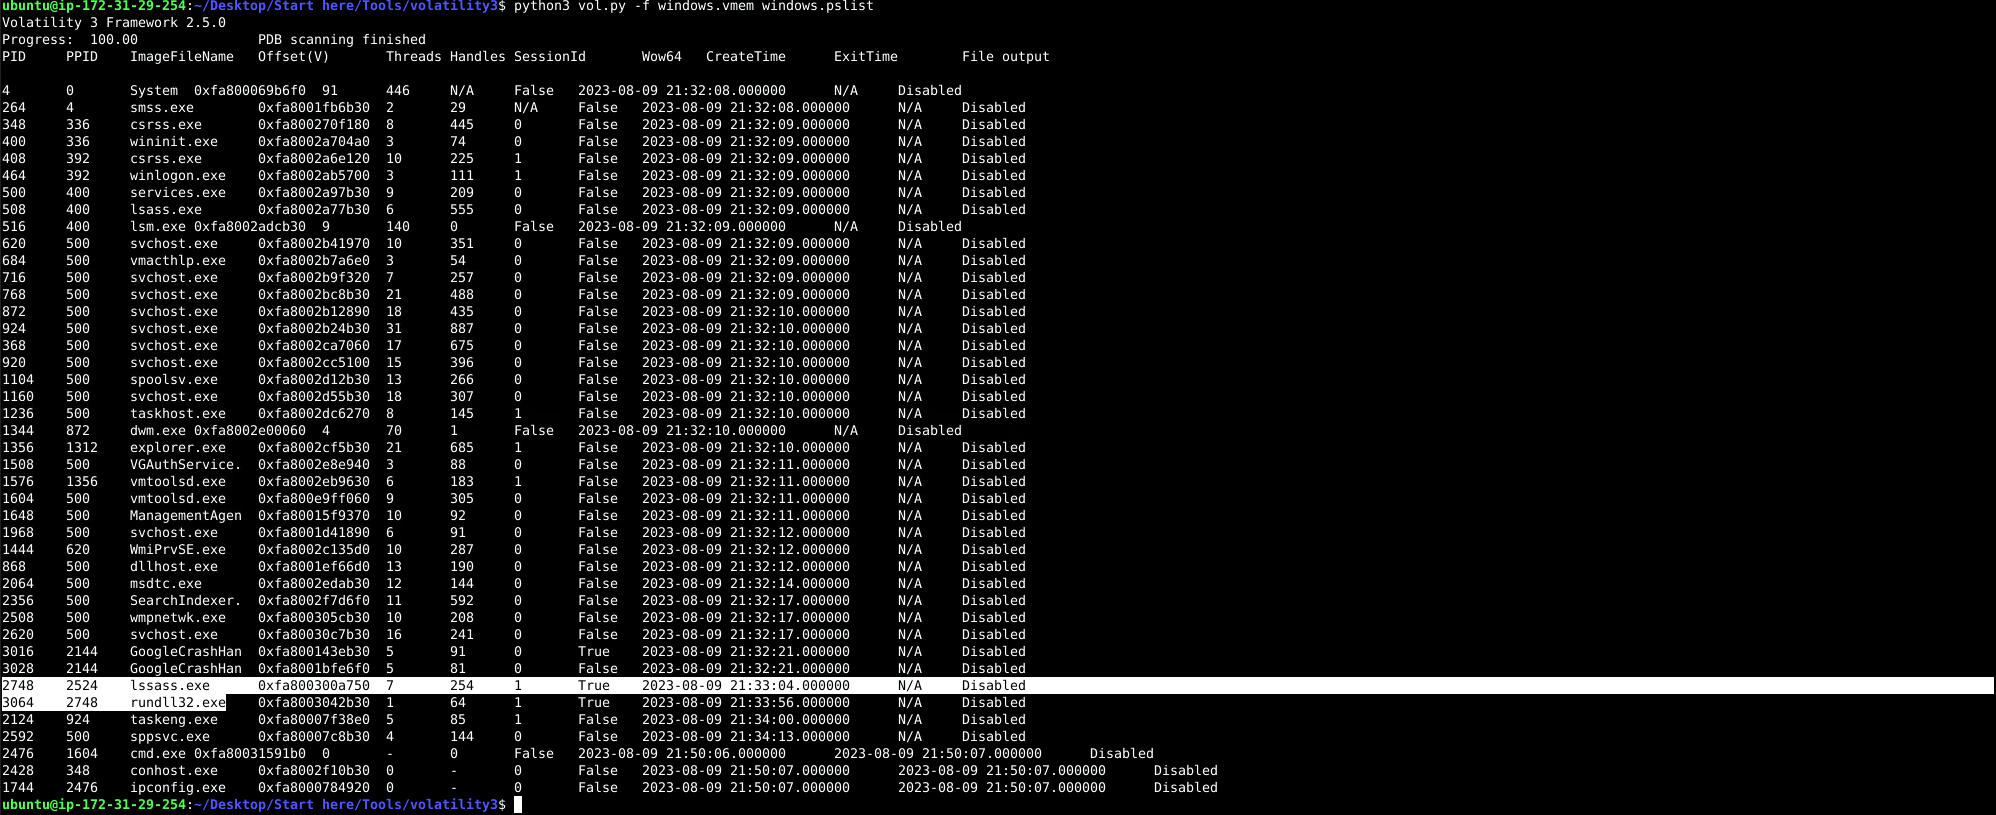 ubuntu@ip-172-31-29-254:~/Desktop/Start here/Tools/volatility3$ python3 vol.py -f windows.vmem windows.pslist
Volatility 3 Framework 2.5.0
Progress:  100.00               PDB scanning finished
PID     PPID    ImageFileName   Offset(V)       Threads Handles SessionId       Wow64   CreateTime      ExitTime        File output

4       0       System  0xfa800069b6f0  91      446     N/A     False   2023-08-09 21:32:08.000000      N/A     Disabled
264     4       smss.exe        0xfa8001fb6b30  2       29      N/A     False   2023-08-09 21:32:08.000000      N/A     Disabled
348     336     csrss.exe       0xfa800270f180  8       445     0       False   2023-08-09 21:32:09.000000      N/A     Disabled
400     336     wininit.exe     0xfa8002a704a0  3       74      0       False   2023-08-09 21:32:09.000000      N/A     Disabled
408     392     csrss.exe       0xfa8002a6e120  10      225     1       False   2023-08-09 21:32:09.000000      N/A     Disabled
464     392     winlogon.exe    0xfa8002ab5700  3       111     1       False   2023-08-09 21:32:09.000000      N/A     Disabled
500     400     services.exe    0xfa8002a97b30  9       209     0       False   2023-08-09 21:32:09.000000      N/A     Disabled
508     400     lsass.exe       0xfa8002a77b30  6       555     0       False   2023-08-09 21:32:09.000000      N/A     Disabled
516     400     lsm.exe 0xfa8002adcb30  9       140     0       False   2023-08-09 21:32:09.000000      N/A     Disabled
620     500     svchost.exe     0xfa8002b41970  10      351     0       False   2023-08-09 21:32:09.000000      N/A     Disabled
684     500     vmacthlp.exe    0xfa8002b7a6e0  3       54      0       False   2023-08-09 21:32:09.000000      N/A     Disabled
716     500     svchost.exe     0xfa8002b9f320  7       257     0       False   2023-08-09 21:32:09.000000      N/A     Disabled
768     500     svchost.exe     0xfa8002bc8b30  21      488     0       False   2023-08-09 21:32:09.000000      N/A     Disabled
872     500     svchost.exe     0xfa8002b12890  18      435     0       False   2023-08-09 21:32:10.000000      N/A     Disabled
924     500     svchost.exe     0xfa8002b24b30  31      887     0       False   2023-08-09 21:32:10.000000      N/A     Disabled
368     500     svchost.exe     0xfa8002ca7060  17      675     0       False   2023-08-09 21:32:10.000000      N/A     Disabled
920     500     svchost.exe     0xfa8002cc5100  15      396     0       False   2023-08-09 21:32:10.000000      N/A     Disabled
1104    500     spoolsv.exe     0xfa8002d12b30  13      266     0       False   2023-08-09 21:32:10.000000      N/A     Disabled
1160    500     svchost.exe     0xfa8002d55b30  18      307     0       False   2023-08-09 21:32:10.000000      N/A     Disabled
1236    500     taskhost.exe    0xfa8002dc6270  8       145     1       False   2023-08-09 21:32:10.000000      N/A     Disabled
1344    872     dwm.exe 0xfa8002e00060  4       70      1       False   2023-08-09 21:32:10.000000      N/A     Disabled
1356    1312    explorer.exe    0xfa8002cf5b30  21      685     1       False   2023-08-09 21:32:10.000000      N/A     Disabled
1508    500     VGAuthService.  0xfa8002e8e940  3       88      0       False   2023-08-09 21:32:11.000000      N/A     Disabled
1576    1356    vmtoolsd.exe    0xfa8002eb9630  6       183     1       False   2023-08-09 21:32:11.000000      N/A     Disabled
1604    500     vmtoolsd.exe    0xfa800e9ff060  9       305     0       False   2023-08-09 21:32:11.000000      N/A     Disabled
1648    500     ManagementAgen  0xfa80015f9370  10      92      0       False   2023-08-09 21:32:11.000000      N/A     Disabled
1968    500     svchost.exe     0xfa8001d41890  6       91      0       False   2023-08-09 21:32:12.000000      N/A     Disabled
1444    620     WmiPrvSE.exe    0xfa8002c135d0  10      287     0       False   2023-08-09 21:32:12.000000      N/A     Disabled
868     500     dllhost.exe     0xfa8001ef66d0  13      190     0       False   2023-08-09 21:32:12.000000      N/A     Disabled
2064    500     msdtc.exe       0xfa8002edab30  12      144     0       False   2023-08-09 21:32:14.000000      N/A     Disabled
2356    500     SearchIndexer.  0xfa8002f7d6f0  11      592     0       False   2023-08-09 21:32:17.000000      N/A     Disabled
2508    500     wmpnetwk.exe    0xfa800305cb30  10      208     0       False   2023-08-09 21:32:17.000000      N/A     Disabled
2620    500     svchost.exe     0xfa80030c7b30  16      241     0       False   2023-08-09 21:32:17.000000      N/A     Disabled
3016    2144    GoogleCrashHan  0xfa800143eb30  5       91      0       True    2023-08-09 21:32:21.000000      N/A     Disabled
3028    2144    GoogleCrashHan  0xfa8001bfe6f0  5       81      0       False   2023-08-09 21:32:21.000000      N/A     Disabled
2748    2524    lssass.exe      0xfa800300a750  7       254     1       True    2023-08-09 21:33:04.000000      N/A     Disabled
3064    2748    rundll32.exe    0xfa8003042b30  1       64      1       True    2023-08-09 21:33:56.000000      N/A     Disabled
2124    924     taskeng.exe     0xfa80007f38e0  5       85      1       False   2023-08-09 21:34:00.000000      N/A     Disabled
2592    500     sppsvc.exe      0xfa80007c8b30  4       144     0       False   2023-08-09 21:34:13.000000      N/A     Disabled
2476    1604    cmd.exe 0xfa80031591b0  0       -       0       False   2023-08-09 21:50:06.000000      2023-08-09 21:50:07.000000      Disabled
2428    348     conhost.exe     0xfa8002f10b30  0       -       0       False   2023-08-09 21:50:07.000000      2023-08-09 21:50:07.000000      Disabled
1744    2476    ipconfig.exe    0xfa8000784920  0       -       0       False   2023-08-09 21:50:07.000000      2023-08-09 21:50:07.000000      Disabled
ubuntu@ip-172-31-29-254:~/Desktop/Start here/Tools/volatility3$